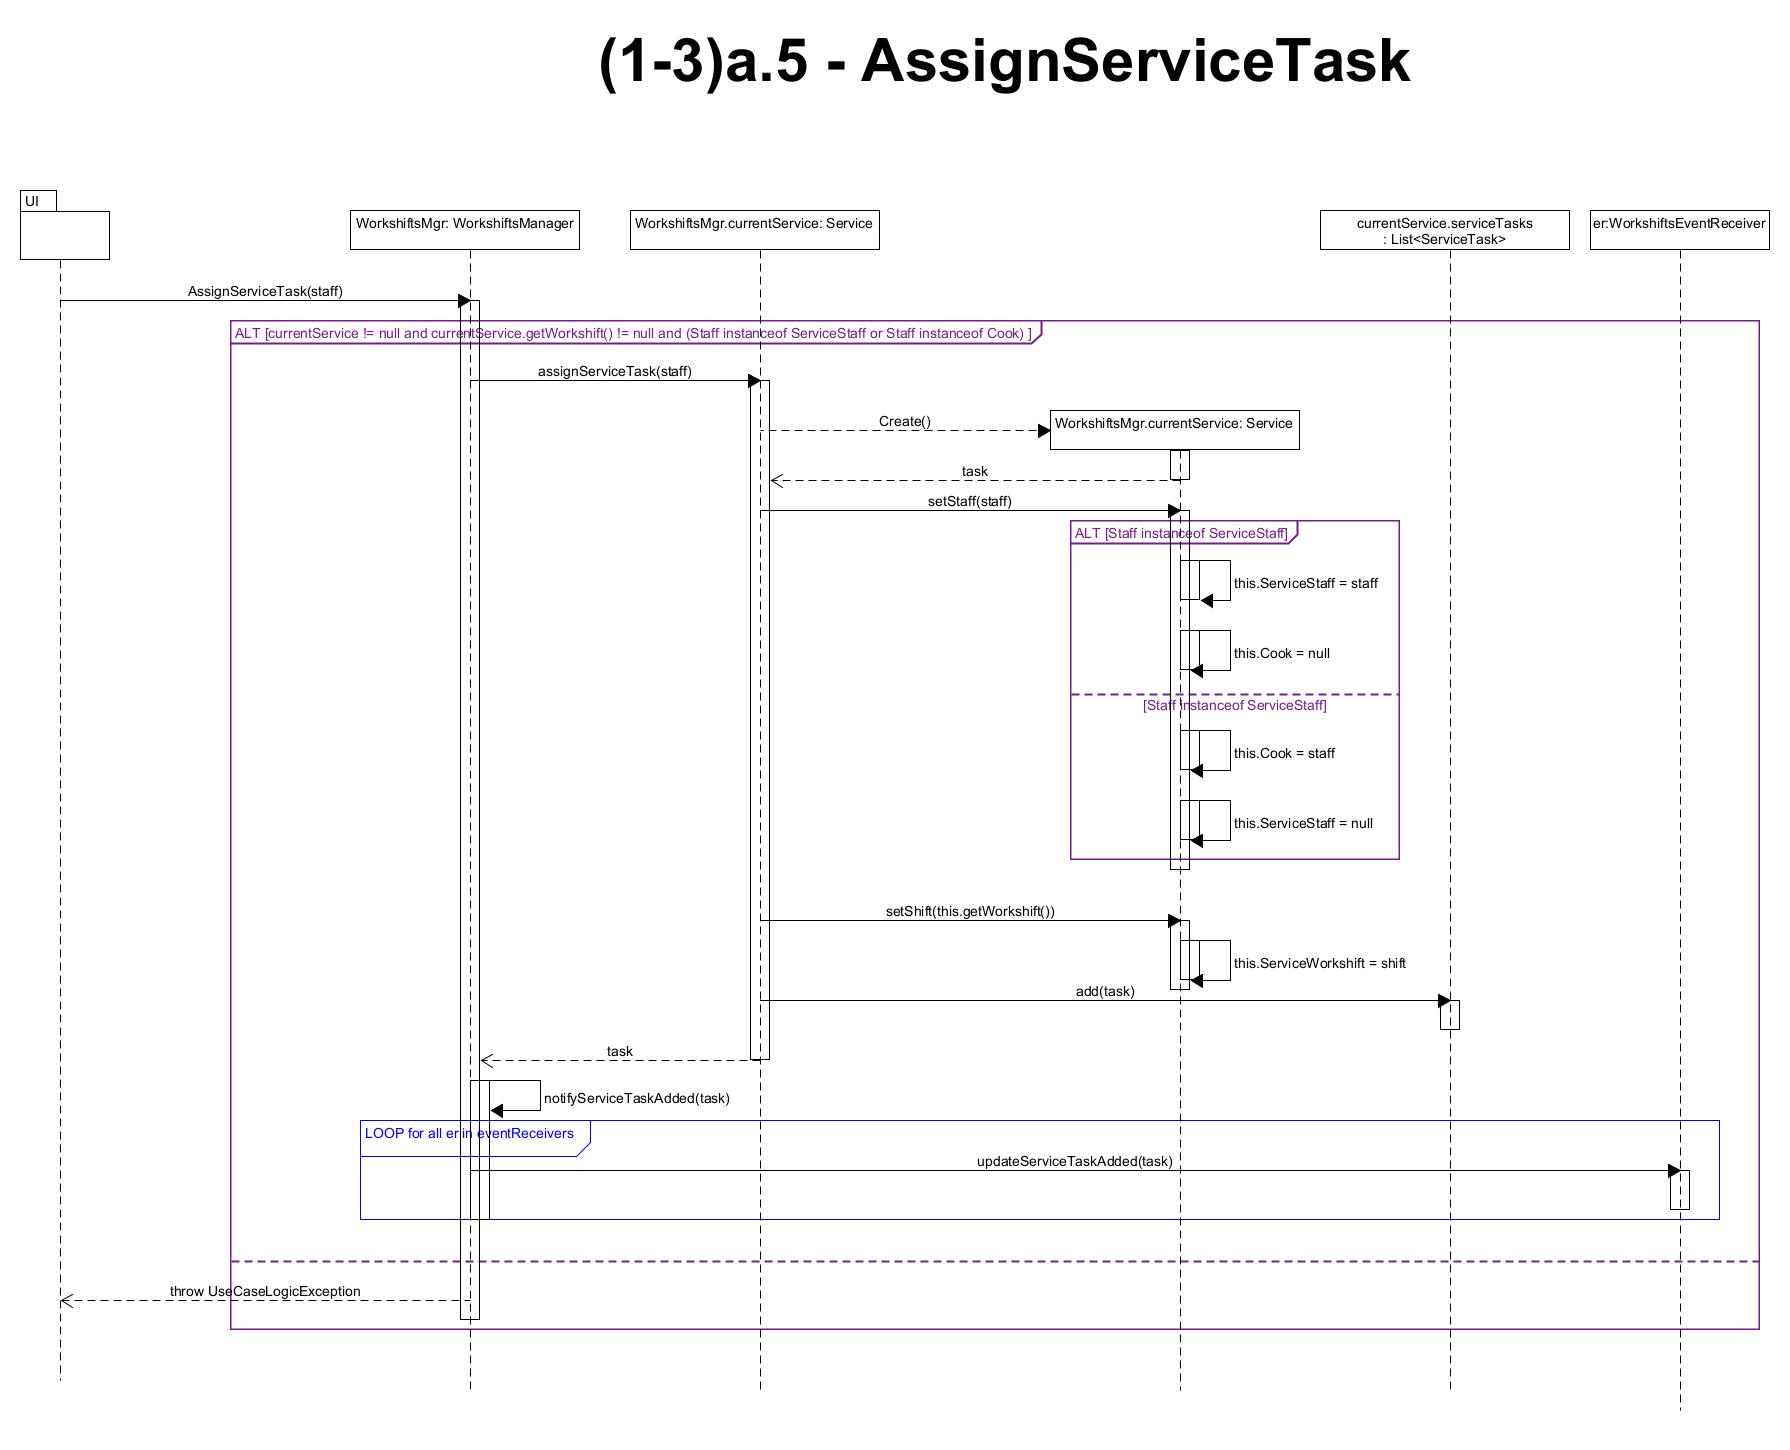 (1-3)a.5 - AssignServiceTask
UI
WorkshiftsMgr: WorkshiftsManager
WorkshiftsMgr.currentService: Service
currentService.serviceTasks
: List<ServiceTask>
er:WorkshiftsEventReceiver
AssignServiceTask(staff)
ALT [currentService != null and currentService.getWorkshift() != null and (Staff instanceof ServiceStaff or Staff instanceof Cook) ]
assignServiceTask(staff)
Create()
WorkshiftsMgr.currentService: Service
task
setStaff(staff)
ALT [Staff instanceof ServiceStaff]
this.ServiceStaff = staff
this.Cook = null
[Staff instanceof ServiceStaff]
this.Cook = staff
this.ServiceStaff = null
setShift(this.getWorkshift())
this.ServiceWorkshift = shift
add(task)
task
notifyServiceTaskAdded(task)
LOOP for all er in eventReceivers
updateServiceTaskAdded(task)
throw UseCaseLogicException